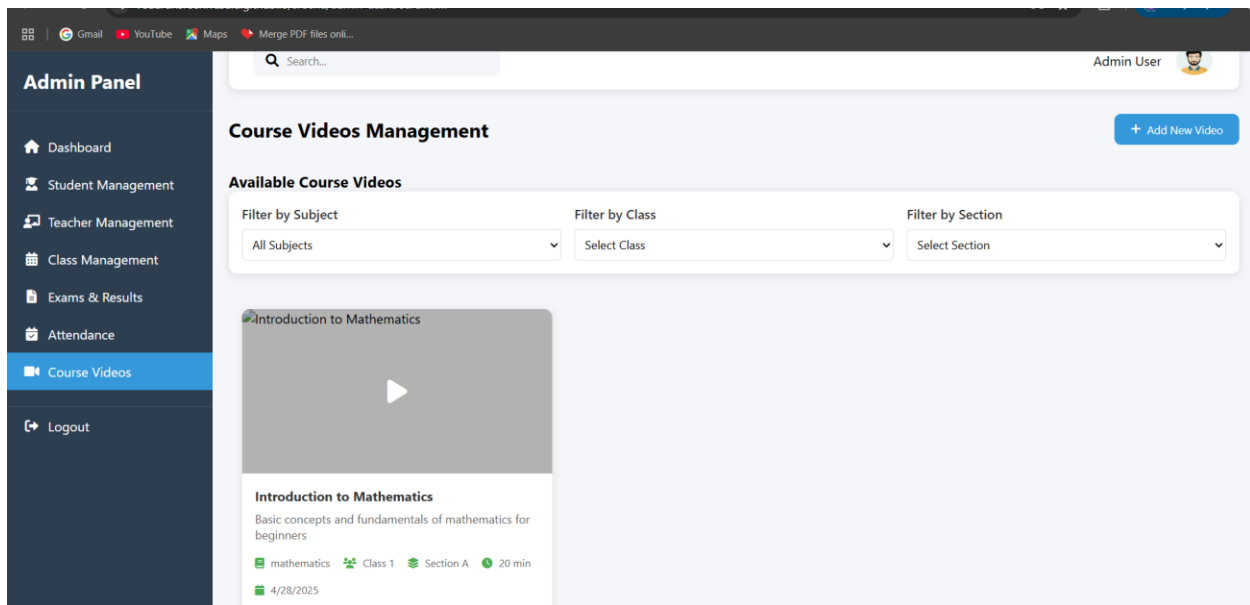 Gmail YouTube Maps Merge PDF files onli...
Search...
Admin User
Admin Panel
Course Videos Management
+ Add New Video
Dashboard
Student Management
Teacher Management
Class Management
Exams & Results
Attendance
Course Videos
Logout
Available Course Videos
Filter by Subject Filter by Class Filter by Section
All Subjects Select Class Select Section
Introduction to Mathematics
Introduction to Mathematics
Basic concepts and fundamentals of mathematics for
beginners
mathematics Class 1 Section A 20 min
4/28/2025